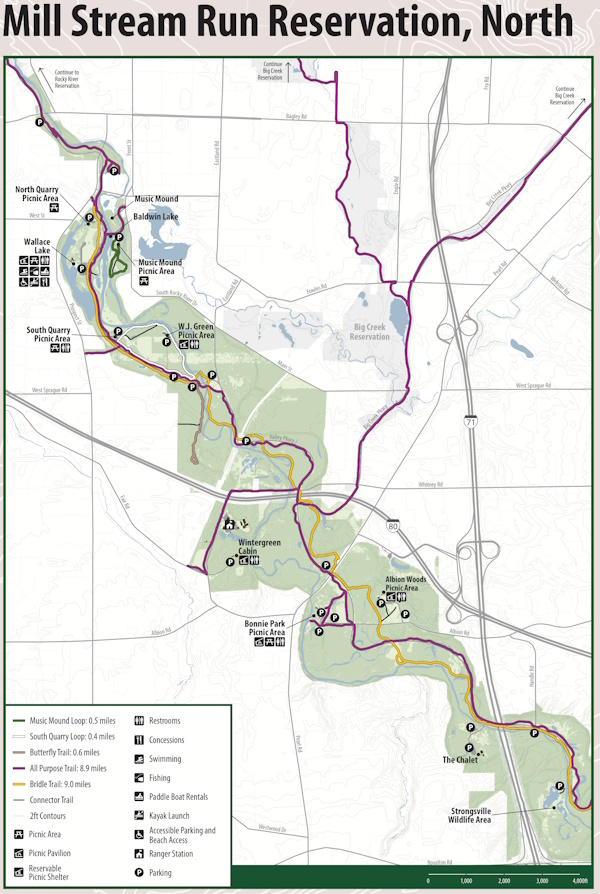 Mill Stream Run Reservation, North
Continue to
Rocky River
Reservation
Continue
Big Creek
Reservation
Continue
Big Creek
Reservation
Fry Rd
Bagley Rd
Front St
Eastland Rd
Engle Rd
Big Creek Pkwy
North Quarry
Picnic Area
Music Mound
Baldwin Lake
West St
Wallace
Lake
Music Mound
Picnic Area
Pearl Rd
Webster Rd
South Rocky River Dr
Eastland Rd
Fowles Rd
Prospect St
W.J. Green
Picnic Area
Big Creek
Reservation
South Quarry
Picnic Area
Main St
West Sprague Rd
West Sprague Rd
Big Creek Pkwy
71
Valley Pkwy
Whitney Rd
Fair Rd
80
Wintergreen
Cabin
Albion Woods
Picnic Area
Bonnie Park
Picnic Area
Albion Rd
Albion Rd
Handle Rd
Pearl Rd
The Chalet
Strongsville
Wildlife Area
Westwood Dr
Royalton Rd
Music Mound Loop: 0.5 miles
South Quarry Loop: 0.4 miles
Butterfly Trail: 0.6 miles
All Purpose Trail: 8.9 miles
Bridle Trail: 9.0 miles
Connector Trail
2ft Contours
Picnic Area
Picnic Pavilion
Reservable
Picnic Shelter
Restrooms
Concessions
Swimming
Fishing
Paddle Boat Rentals
Kayak Launch
Accessible Parking and
Beach Access
Ranger Station
P Parking
0 1,000 2,000 3,000 4,000ft